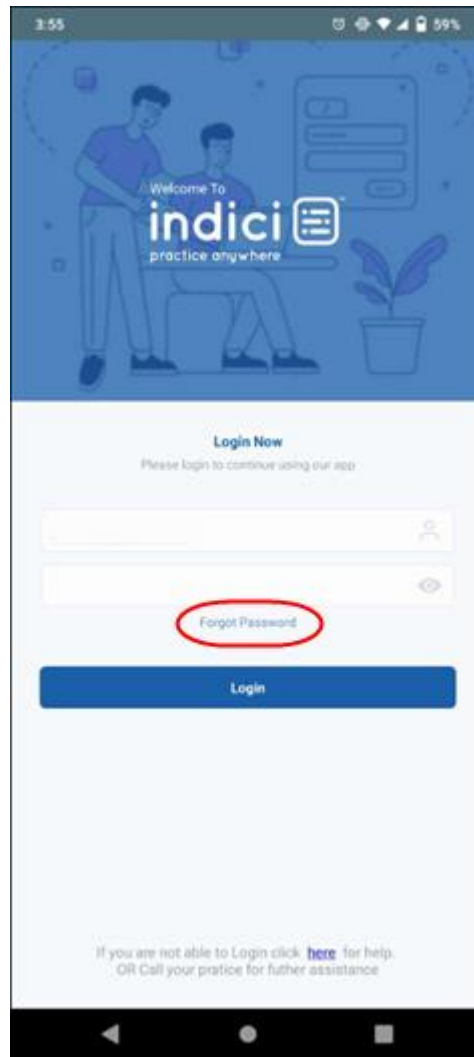 3:55
59%
Welcome To
indici
practice anywhere
Login Now
Please login to continue using our app
Forgot Password
Login
If you are not able to Login click here for help.
OR Call your pratice for futher assistance